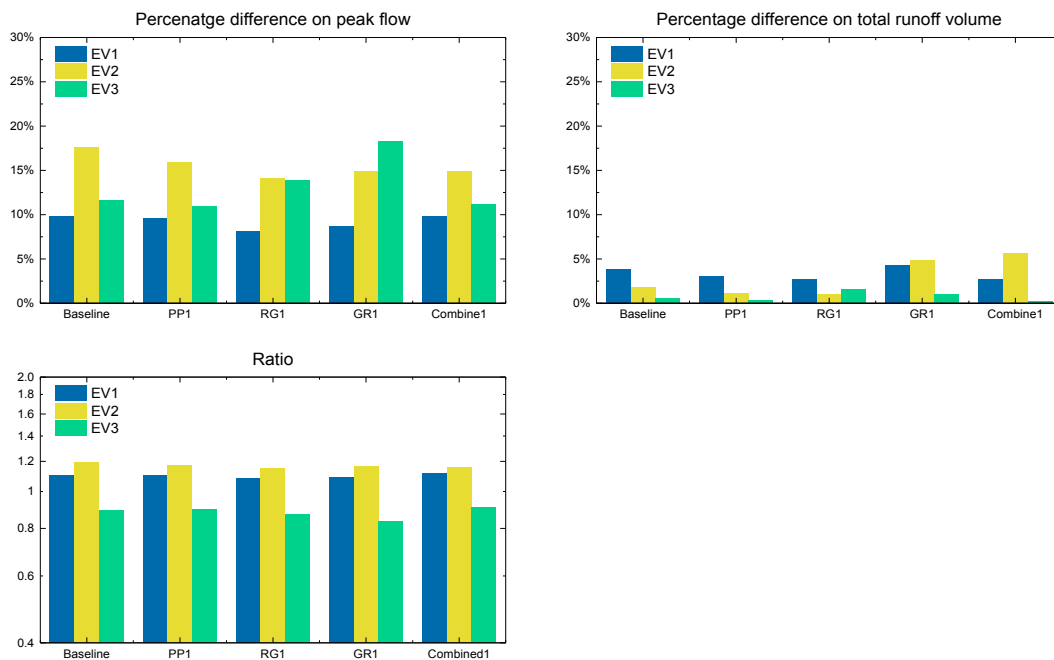 Percenatge difference on peak flow
30%
25%
20%
15%
10%
5%
0%
EV1
EV2
EV3
Baseline PP1 RG1 GR1 Combine1
Percentage difference on total runoff volume
30%
25%
20%
15%
10%
5%
0%
EV1
EV2
EV3
Baseline PP1 RG1 GR1 Combine1
Ratio
2.0
1.8
1.6
1.4
1.2
1
0.8
0.6
0.4
EV1
EV2
EV3
Baseline PP1 RG1 GR1 Combined1